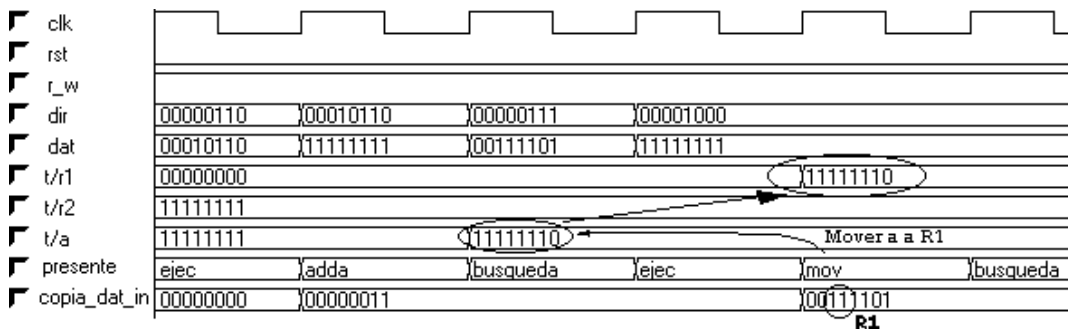 clk
rst
r_w
dir 00000110 00010110 00000111 00001000
dat 00010110 11111111 00111101 11111111
t/r1 00000000 11111110
t/r2 11111111
t/a 11111111 11111110 Mover a a R1
presente ejec adda busqueda ejec mov busqueda
copia_dat_in 00000000 00000011 00111101
R1